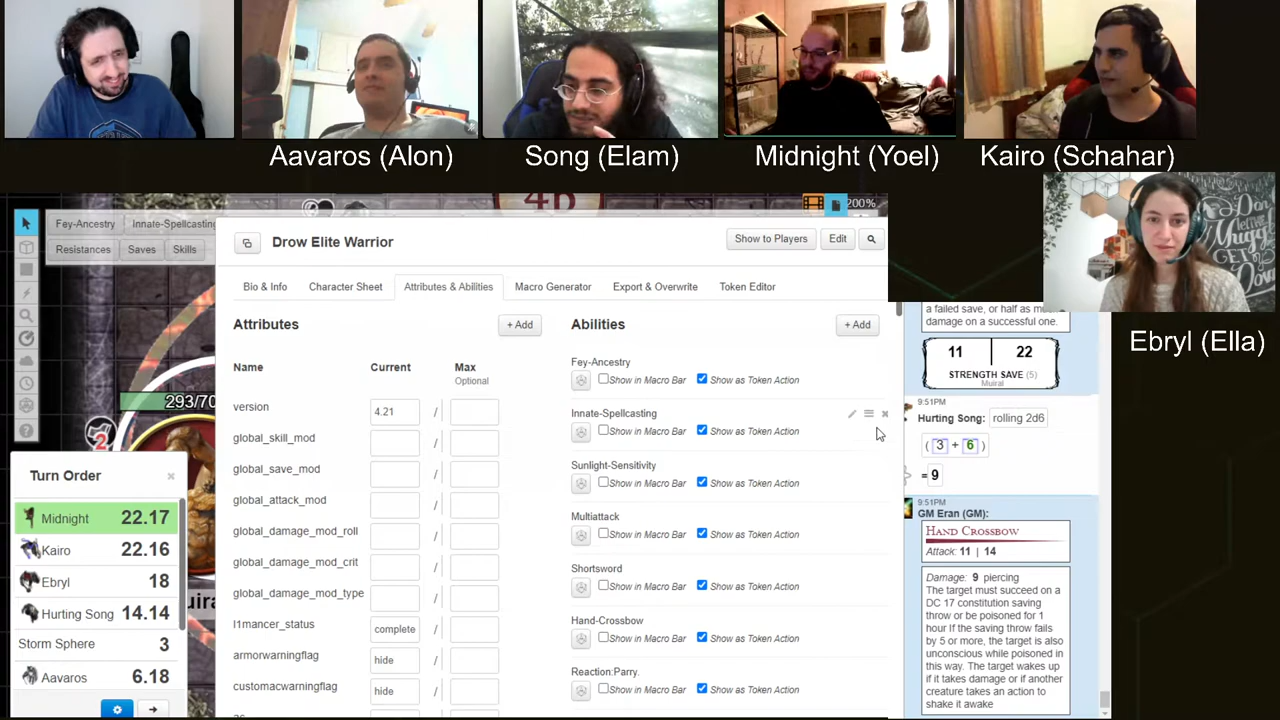 Aavaros (Alon)
Song (Elam)
Midnight (Yoel)
Kairo (Schahar)
Ebryl (Ella)
Fey-Ancestry
Innate-Spellcasting
Resistances
Saves
Skills
200%
293/70
Drow Elite Warrior
Show to Players
Edit
Bio & Info
Character Sheet
Attributes & Abilities
Macro Generator
Export & Overwrite
Token Editor
Attributes
+ Add
Name
Current
Max
Optional
version
4.21
/
global_skill_mod
/
global_save_mod
/
global_attack_mod
/
global_damage_mod_roll
/
global_damage_mod_crit
/
global_damage_mod_type
/
l1mancer_status
complete
/
armorwarningflag
hide
/
customacwarningflag
hide
/
Abilities
+ Add
Fey-Ancestry
Show in Macro Bar
Show as Token Action
Innate-Spellcasting
Show in Macro Bar
Show as Token Action
Sunlight-Sensitivity
Show in Macro Bar
Show as Token Action
Multiattack
Show in Macro Bar
Show as Token Action
Shortsword
Show in Macro Bar
Show as Token Action
Hand-Crossbow
Show in Macro Bar
Show as Token Action
Reaction:Parry.
Show in Macro Bar
Show as Token Action
Turn Order
Midnight 22.17
Kairo 22.16
Ebryl 18
Hurting Song 14.14
Storm Sphere 3
Aavaros 6.18
2
a failed save, or half as much
damage on a successful one.
11 | 22
STRENGTH SAVE (5)
Muiral
9:51PM
Hurting Song: rolling 2d6
( 3 + 6 )
= 9
9:51PM
GM Eran (GM):
HAND CROSSBOW
Attack: 11 | 14
Damage: 9 piercing
The target must succeed on a
DC 17 constitution saving
throw or be poisoned for 1
hour If the saving throw fails
by 5 or more, the target is also
unconscious while poisoned in
this way. The target wakes up
if it takes damage or if another
creature takes an action to
shake it awake